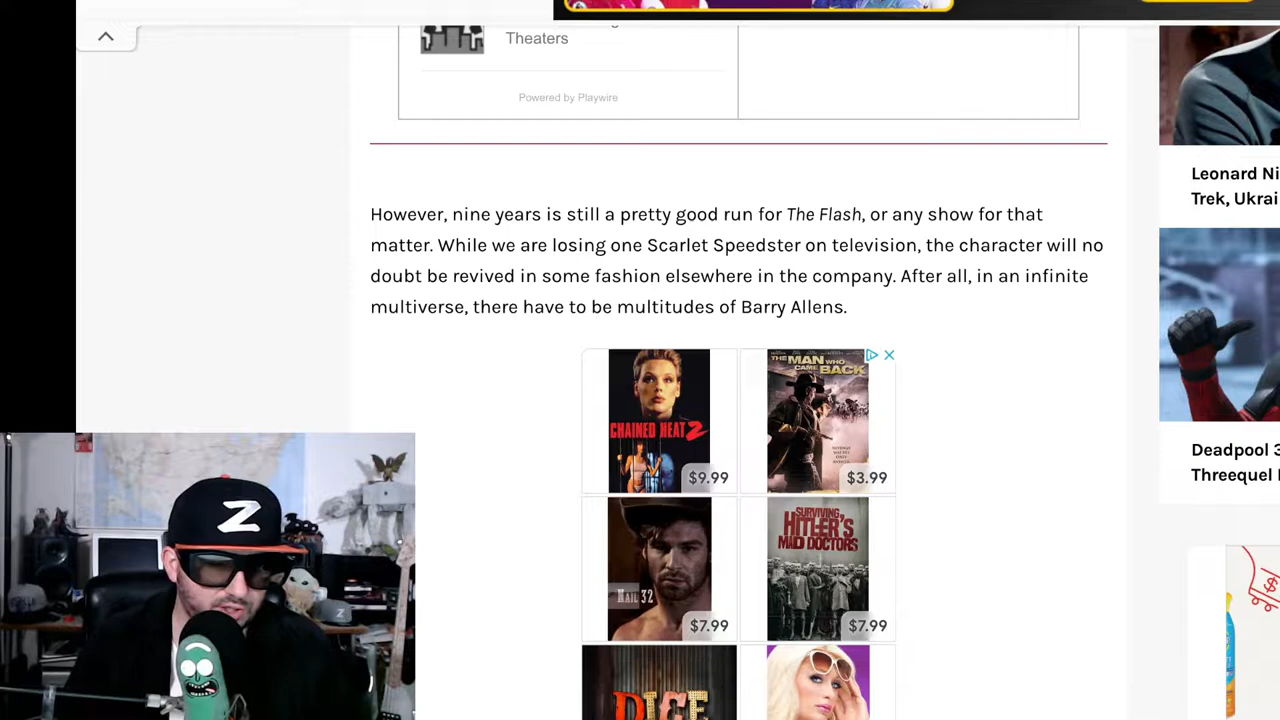 Theaters
Powered by Playwire
However, nine years is still a pretty good run for The Flash, or any show for that
matter. While we are losing one Scarlet Speedster on television, the character will no
doubt be revived in some fashion elsewhere in the company. After all, in an infinite
multiverse, there have to be multitudes of Barry Allens.
Leonard Ni
Trek, Ukrai
Deadpool 3
Threequel
CHAINED HEAT 2
$9.99
THE MAN WHO
CAME BACK
$3.99
NAIL 32
$7.99
SURVIVING
HITLER'S
MAD DOCTORS
$7.99
DICE
Z
Z
$